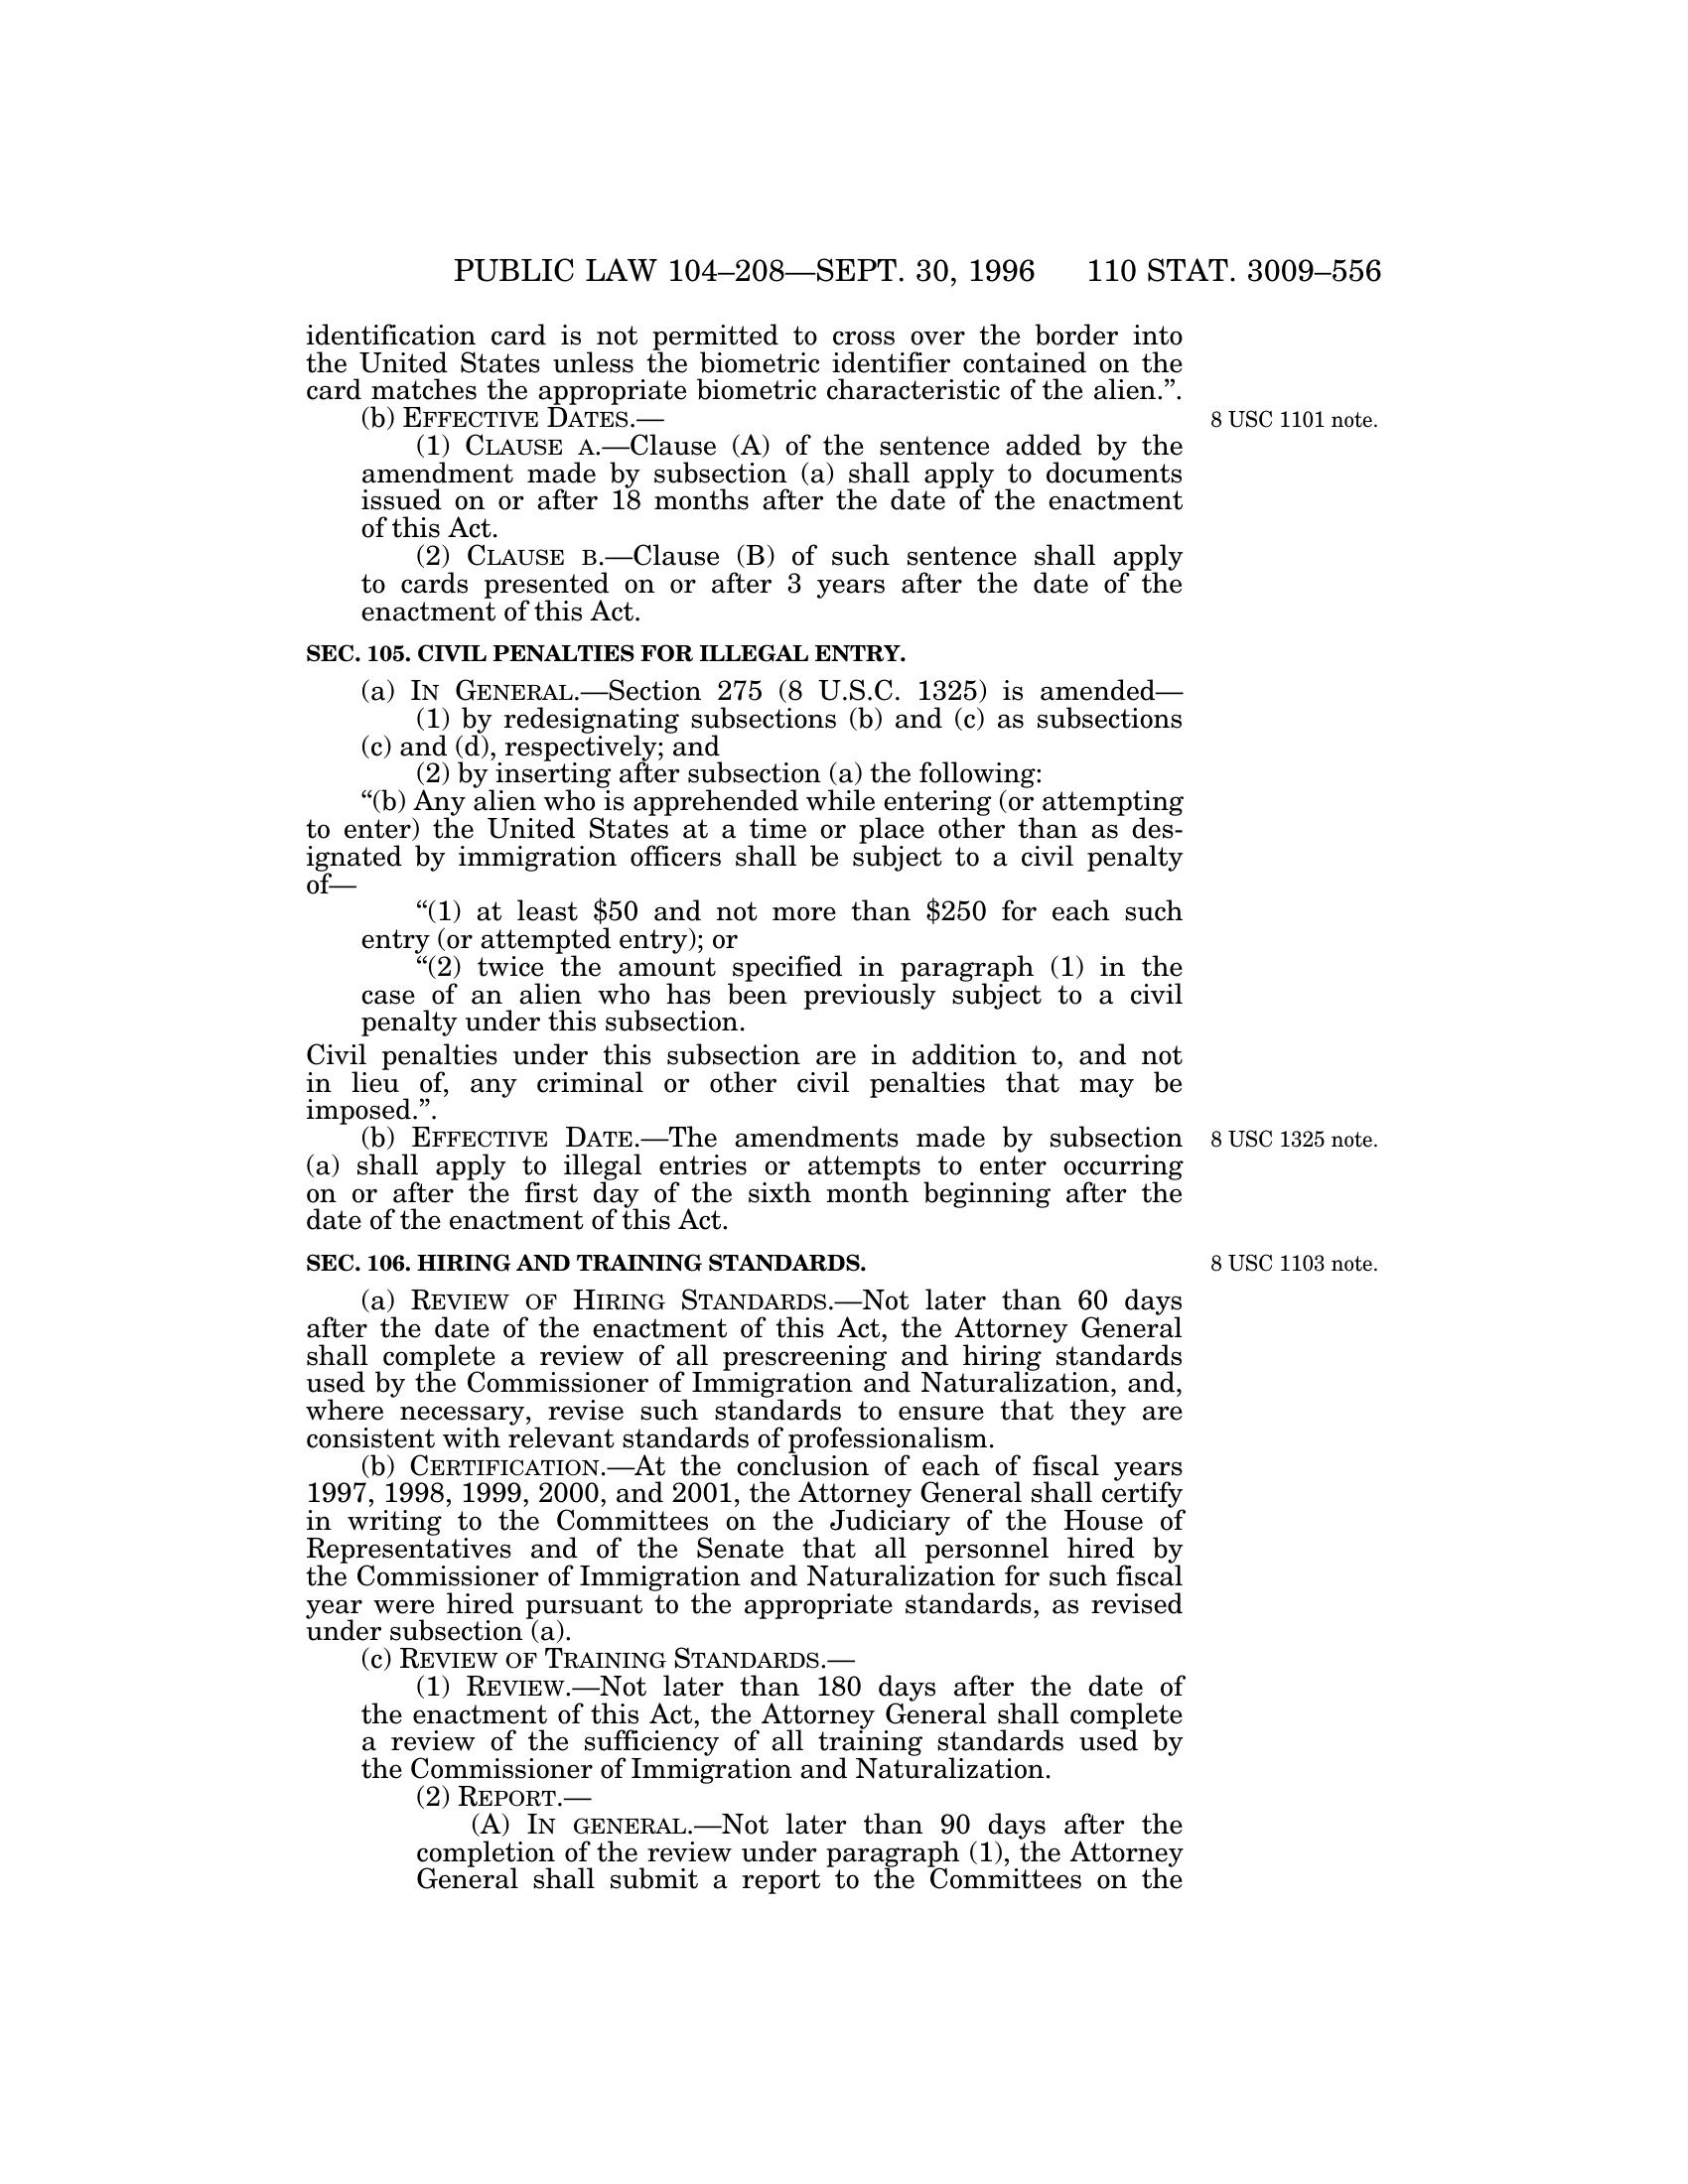 PUBLIC LAW 104–208—SEPT. 30, 1996 110 STAT. 3009–556
identification card is not permitted to cross over the border into
the United States unless the biometric identifier contained on the
card matches the appropriate biometric characteristic of the alien.”.
(b) EFFECTIVE DATES.—
8 USC 1101 note.
(1) CLAUSE A.—Clause (A) of the sentence added by the
amendment made by subsection (a) shall apply to documents
issued on or after 18 months after the date of the enactment
of this Act.
(2) CLAUSE B.—Clause (B) of such sentence shall apply
to cards presented on or after 3 years after the date of the
enactment of this Act.
SEC. 105. CIVIL PENALTIES FOR ILLEGAL ENTRY.
(a) IN GENERAL.—Section 275 (8 U.S.C. 1325) is amended—
(1) by redesignating subsections (b) and (c) as subsections
(c) and (d), respectively; and
(2) by inserting after subsection (a) the following:
“(b) Any alien who is apprehended while entering (or attempting
to enter) the United States at a time or place other than as des-
ignated by immigration officers shall be subject to a civil penalty
of—
“(1) at least $50 and not more than $250 for each such
entry (or attempted entry); or
“(2) twice the amount specified in paragraph (1) in the
case of an alien who has been previously subject to a civil
penalty under this subsection.
Civil penalties under this subsection are in addition to, and not
in lieu of, any criminal or other civil penalties that may be
imposed.”.
(b) EFFECTIVE DATE.—The amendments made by subsection
8 USC 1325 note.
(a) shall apply to illegal entries or attempts to enter occurring
on or after the first day of the sixth month beginning after the
date of the enactment of this Act.
SEC. 106. HIRING AND TRAINING STANDARDS.
8 USC 1103 note.
(a) REVIEW OF HIRING STANDARDS.—Not later than 60 days
after the date of the enactment of this Act, the Attorney General
shall complete a review of all prescreening and hiring standards
used by the Commissioner of Immigration and Naturalization, and,
where necessary, revise such standards to ensure that they are
consistent with relevant standards of professionalism.
(b) CERTIFICATION.—At the conclusion of each of fiscal years
1997, 1998, 1999, 2000, and 2001, the Attorney General shall certify
in writing to the Committees on the Judiciary of the House of
Representatives and of the Senate that all personnel hired by
the Commissioner of Immigration and Naturalization for such fiscal
year were hired pursuant to the appropriate standards, as revised
under subsection (a).
(c) REVIEW OF TRAINING STANDARDS.—
(1) REVIEW.—Not later than 180 days after the date of
the enactment of this Act, the Attorney General shall complete
a review of the sufficiency of all training standards used by
the Commissioner of Immigration and Naturalization.
(2) REPORT.—
(A) IN GENERAL.—Not later than 90 days after the
completion of the review under paragraph (1), the Attorney
General shall submit a report to the Committees on the